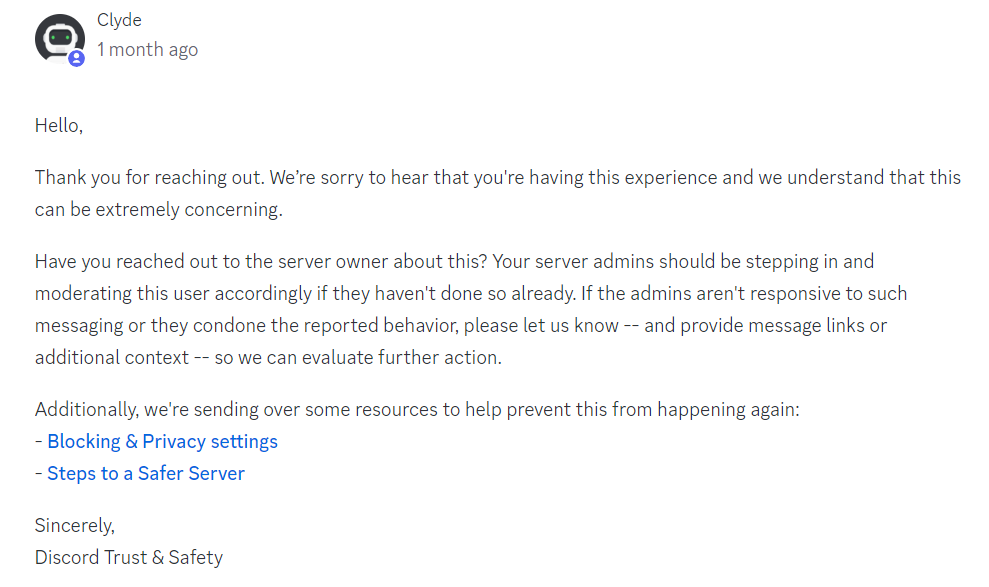 Clyde
1 month ago
Hello,
Thank you for reaching out. We’re sorry to hear that you're having this experience and we understand that this
can be extremely concerning.
Have you reached out to the server owner about this? Your server admins should be stepping in and
moderating this user accordingly if they haven't done so already. If the admins aren't responsive to such
messaging or they condone the reported behavior, please let us know -- and provide message links or
additional context -- so we can evaluate further action.
Additionally, we're sending over some resources to help prevent this from happening again:
- Blocking & Privacy settings
- Steps to a Safer Server
Sincerely,
Discord Trust & Safety